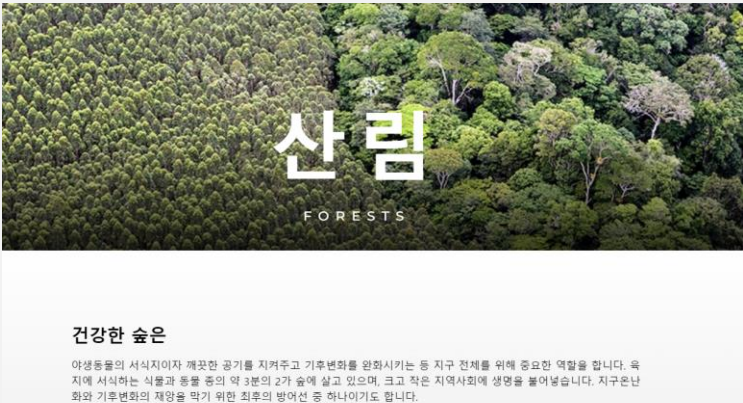 산림
FORESTS
건강한 숲은
야생동물의 서식지이자 깨끗한 공기를 지켜주고 기후변화를 완화시키는 등 지구 전체를 위해 중요한 역할을 합니다. 육
지에 서식하는 식물과 동물 종의 약 3분의 2가 숲에 살고 있으며, 크고 작은 지역사회에 생명을 불어넣습니다. 지구온난
화와 기후변화의 재앙을 막기 위한 최후의 방어선 중 하나이기도 합니다.